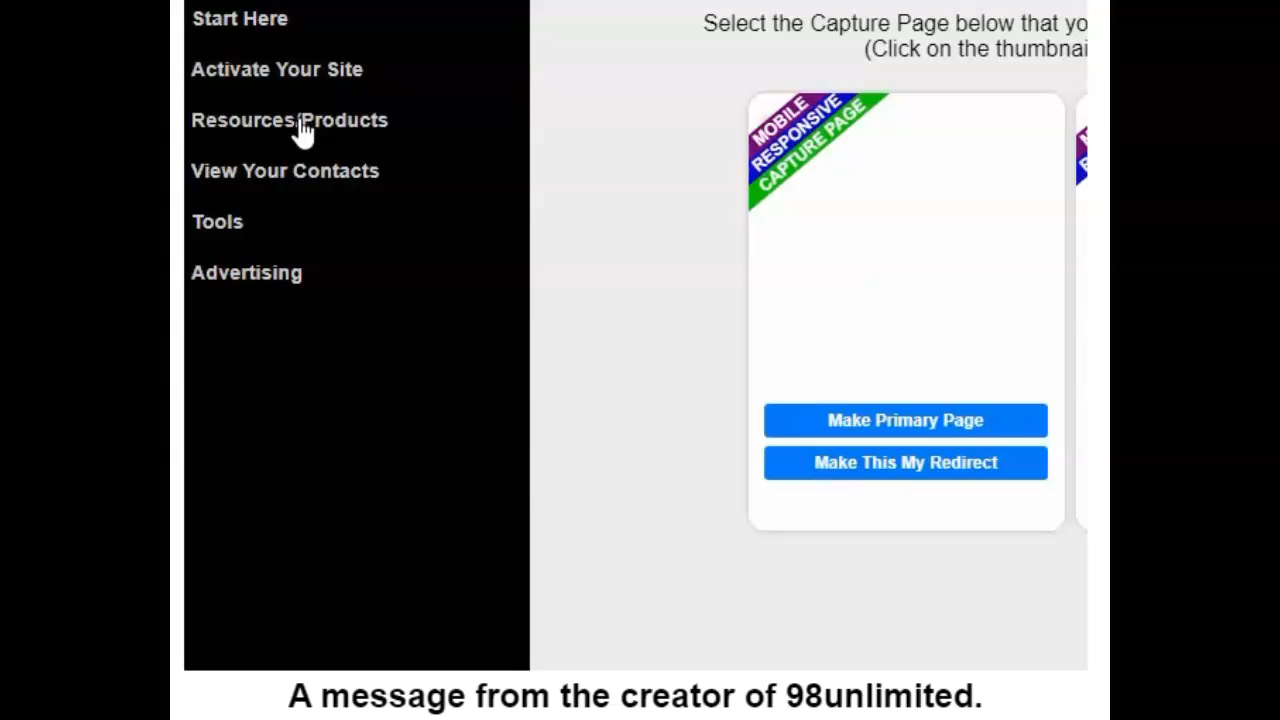 Start Here
Activate Your Site
Resources/Products
View Your Contacts
Tools
Advertising
Select the Capture Page below that yo
(Click on the thumbnai
MOBILE
RESPONSIVE
CAPTURE PAGE
Make Primary Page
Make This My Redirect
A message from the creator of 98unlimited.